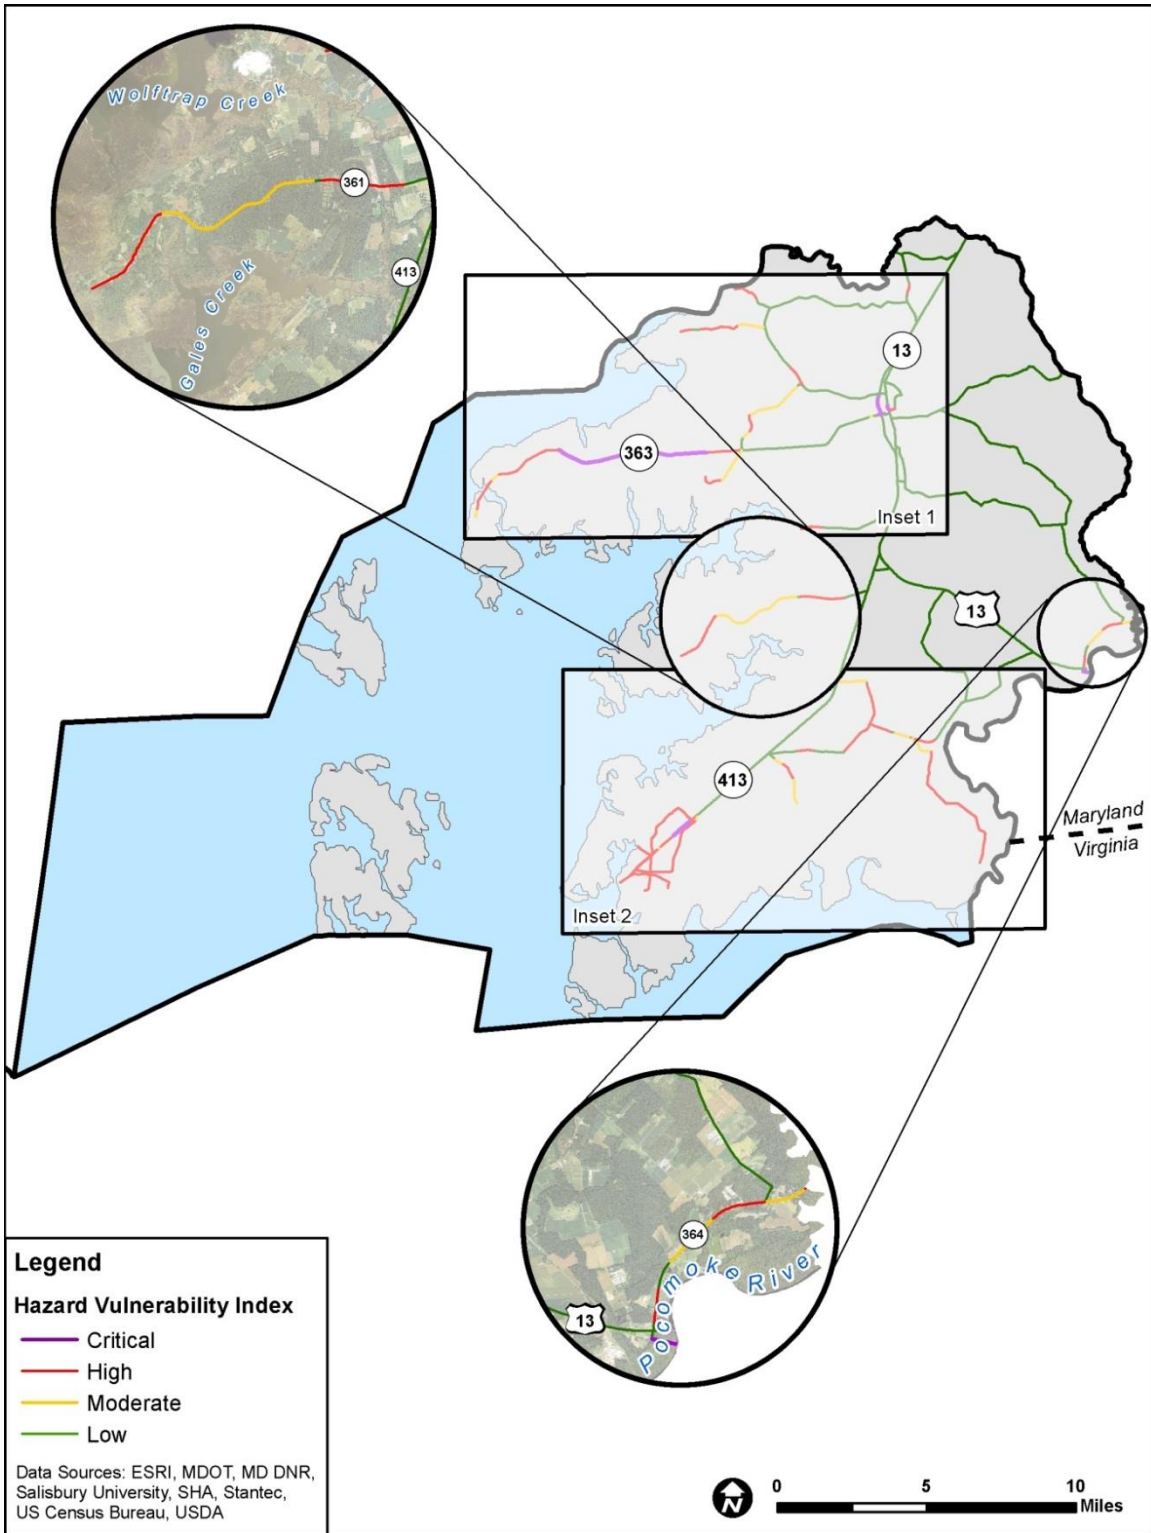 Wolftrap Creek
361
413
Gales Creek
13
363
Inset 1
13
413
Maryland
Virginia
Inset 2
364
Pocomoke River
13
Legend
Hazard Vulnerability Index
Critical
High
Moderate
Low
Data Sources: ESRI, MDOT, MD DNR,
Salisbury University, SHA, Stantec,
US Census Bureau, USDA
N
0 5 10
Miles